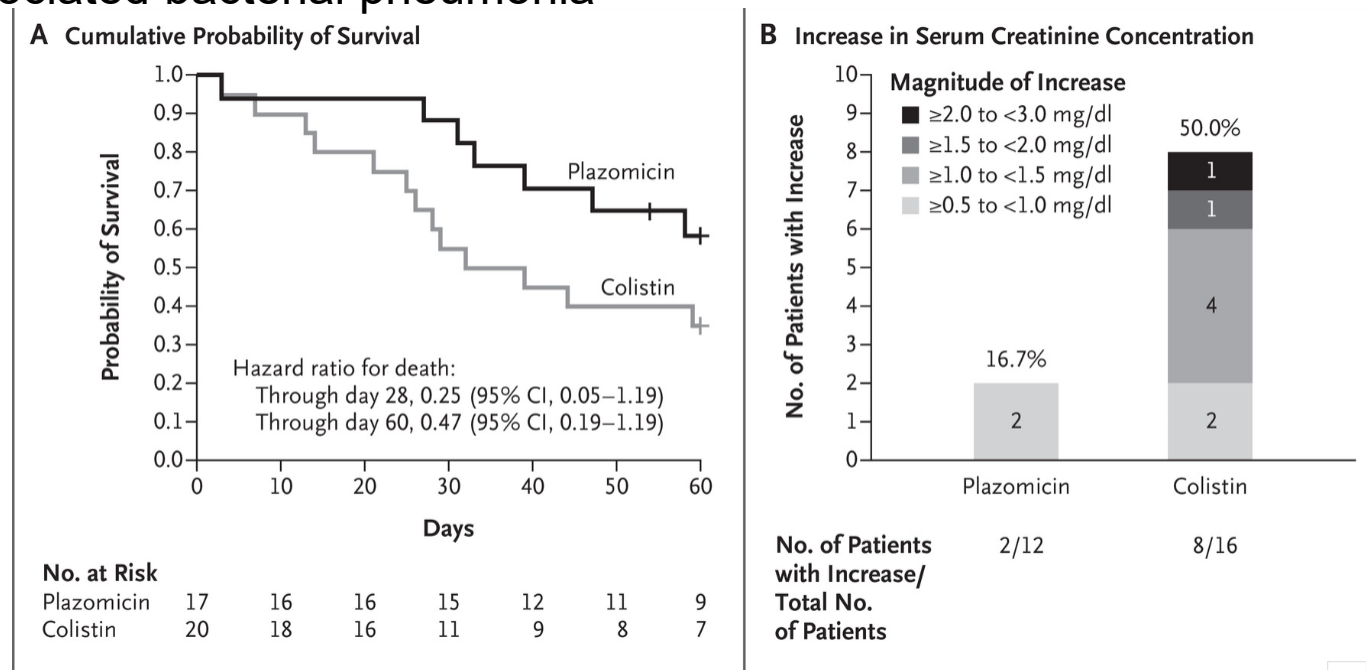 ociated bacterial pneumonia
A Cumulative Probability of Survival
1.0
0.9
0.8
0.7
0.6
0.5
0.4
0.3
0.2
0.1
0.0
Probability of Survival
Plazomicin
Colistin
Hazard ratio for death:
Through day 28, 0.25 (95% CI, 0.05–1.19)
Through day 60, 0.47 (95% CI, 0.19–1.19)
0 10 20 30 40 50 60
Days
No. at Risk
Plazomicin 17 16 16 15 12 11 9
Colistin 20 18 16 11 9 8 7
B Increase in Serum Creatinine Concentration
10
9
8
7
6
5
4
3
2
1
0
No. of Patients with Increase
Magnitude of Increase
≥2.0 to <3.0 mg/dl
≥1.5 to <2.0 mg/dl
≥1.0 to <1.5 mg/dl
≥0.5 to <1.0 mg/dl
16.7%
2
50.0%
1
1
4
2
Plazomicin Colistin
No. of Patients 2/12 8/16
with Increase/
Total No.
of Patients